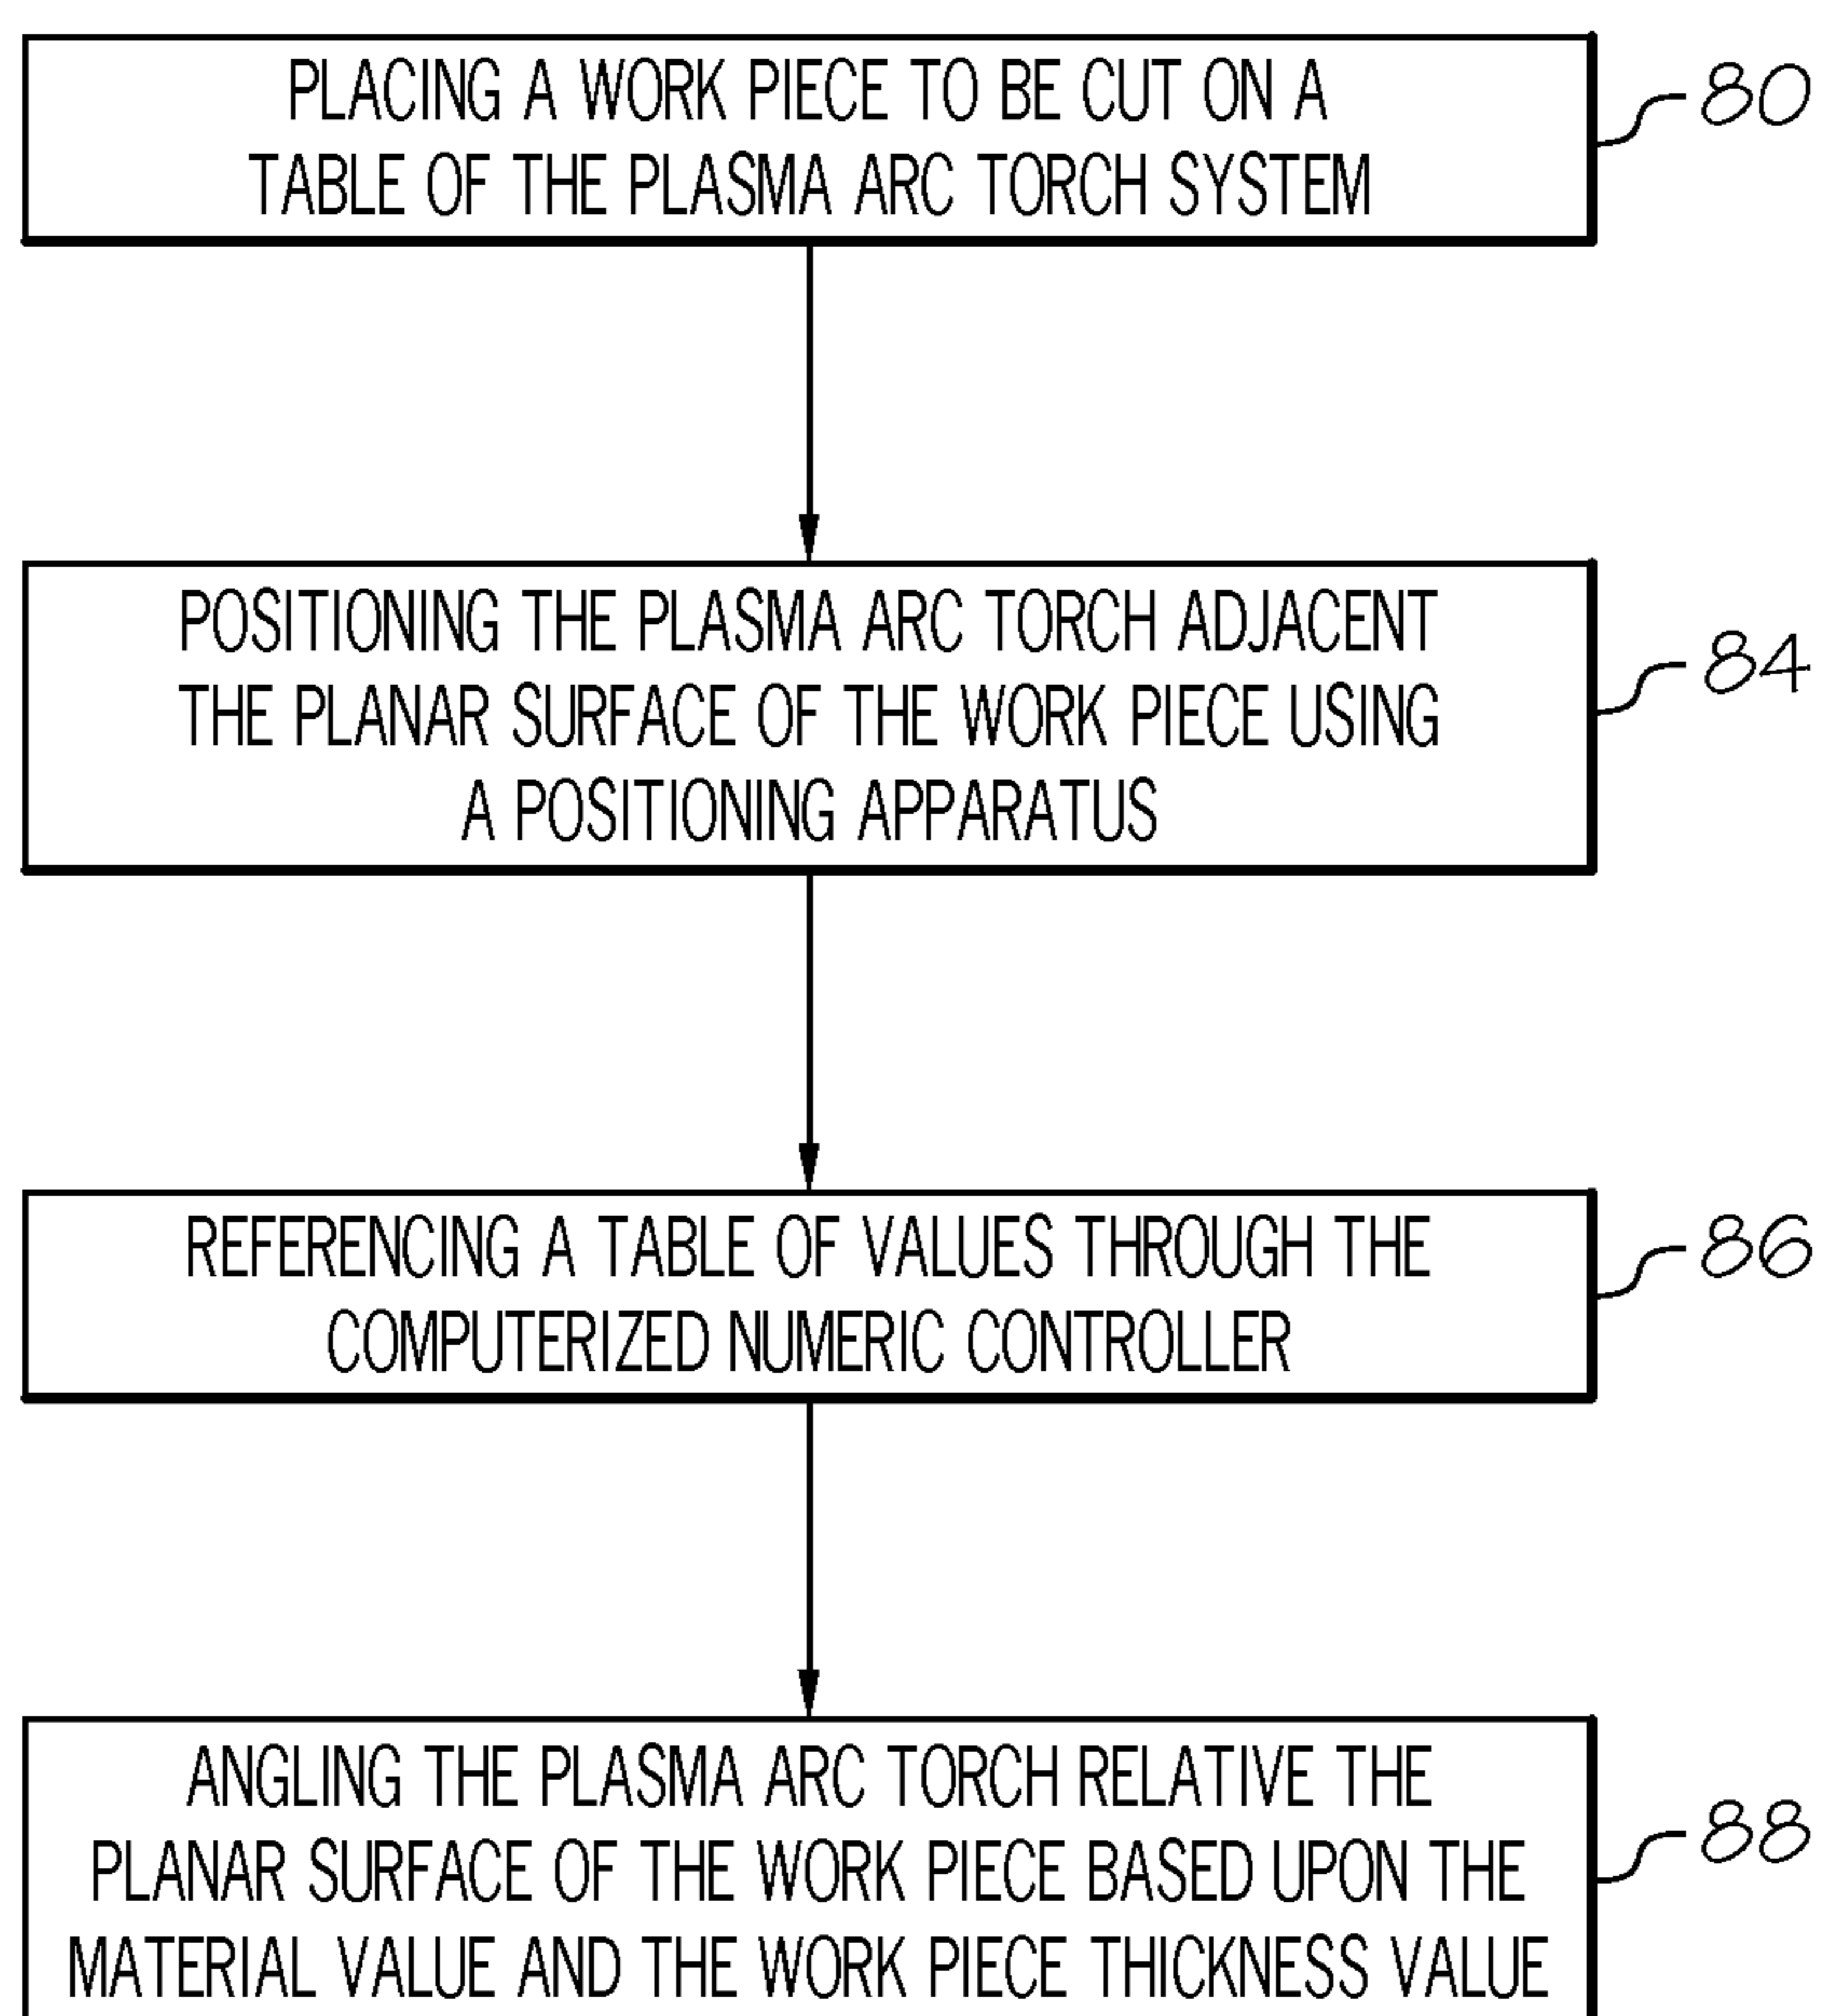 PLACING A WORK PIECE TO BE CUT ON A
TABLE OF THE PLASMA ARC TORCH SYSTEM
80
POSITIONING THE PLASMA ARC TORCH ADJACENT
THE PLANAR SURFACE OF THE WORK PIECE USING
A POSITIONING APPARATUS
84
REFERENCING A TABLE OF VALUES THROUGH THE
COMPUTERIZED NUMERIC CONTROLLER
86
ANGLING THE PLASMA ARC TORCH RELATIVE THE
PLANAR SURFACE OF THE WORK PIECE BASED UPON THE
MATERIAL VALUE AND THE WORK PIECE THICKNESS VALUE
88